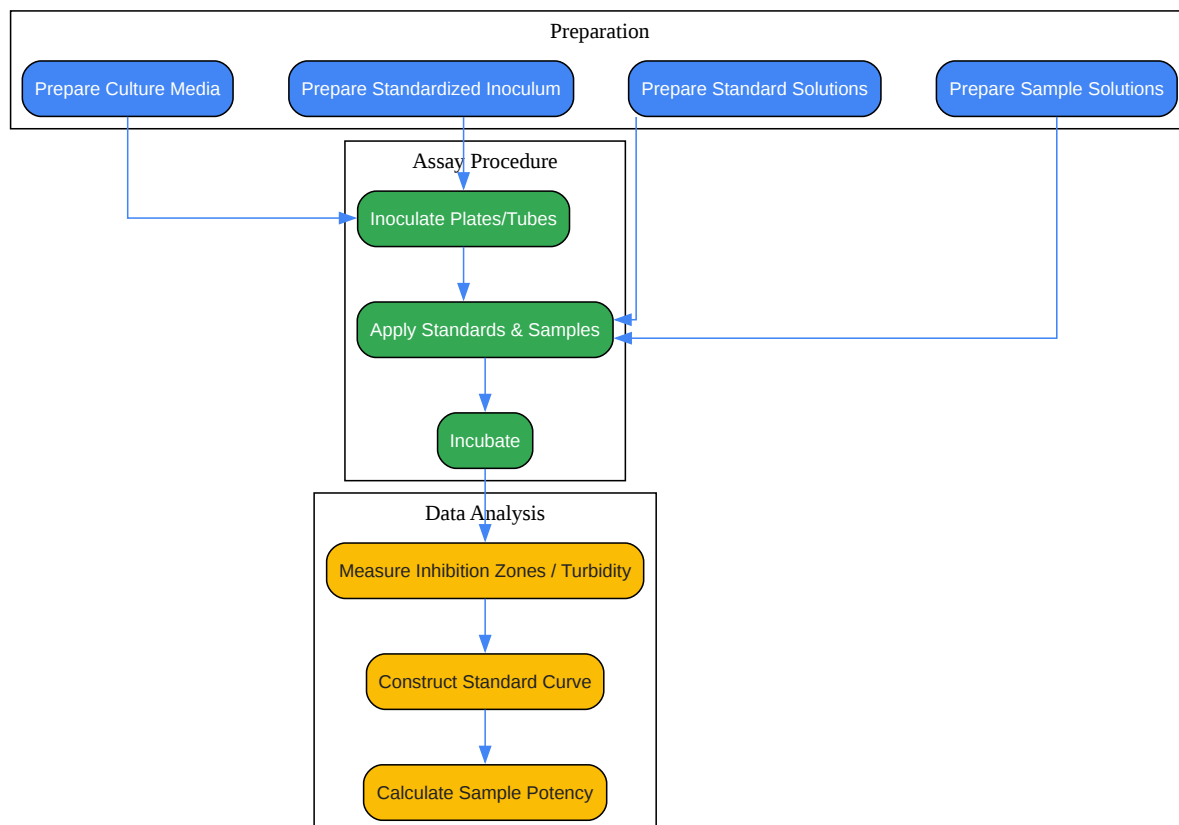 Preparation
Prepare Culture Media
Prepare Standardized Inoculum
Prepare Standard Solutions
Prepare Sample Solutions
Assay Procedure
Inoculate Plates/Tubes
Apply Standards & Samples
Incubate
Data Analysis
Measure Inhibition Zones / Turbidity
Construct Standard Curve
Calculate Sample Potency